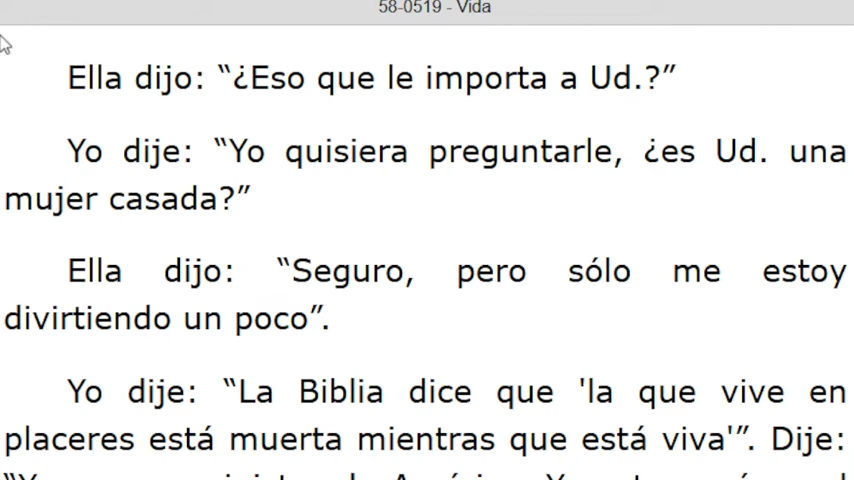 58-0519 - Vida
Ella dijo: “¿Eso que le importa a Ud.?”
Yo dije: “Yo quisiera preguntarle, ¿es Ud. una
mujer casada?”
Ella dijo: “Seguro, pero sólo me estoy
divirtiendo un poco”.
Yo dije: “La Biblia dice que 'la que vive en
placeres está muerta mientras que está viva'”. Dije: